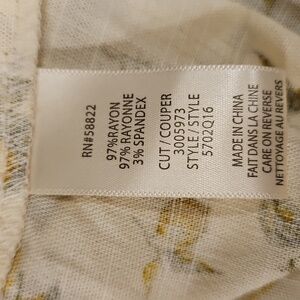 RN#58822
97%RAYON
97% RAYONNE
3% SPANDEX
CUT / COUPER
3005973
STYLE / STYLE
5702Q16
MADE IN CHINA
FAIT DANS LA CHINE
CARE ON REVERSE
NETTOYAGE AU REVERS